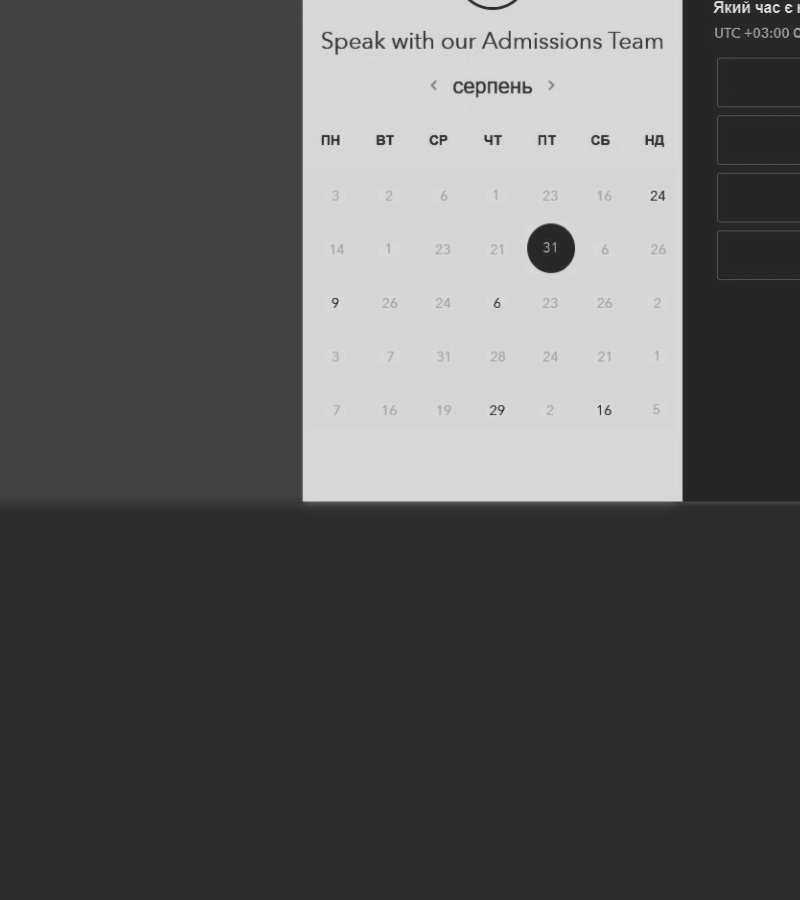 Який час є
UTC +03:00
Speak with our Admissions Team
‹ серпень ›
ПН ВТ СР ЧТ ПТ СБ НД
3 2 6 1 23 16 24
14 1 23 21 31 6 26
9 26 24 6 23 26 2
3 7 31 28 24 21 1
7 16 19 29 2 16 5